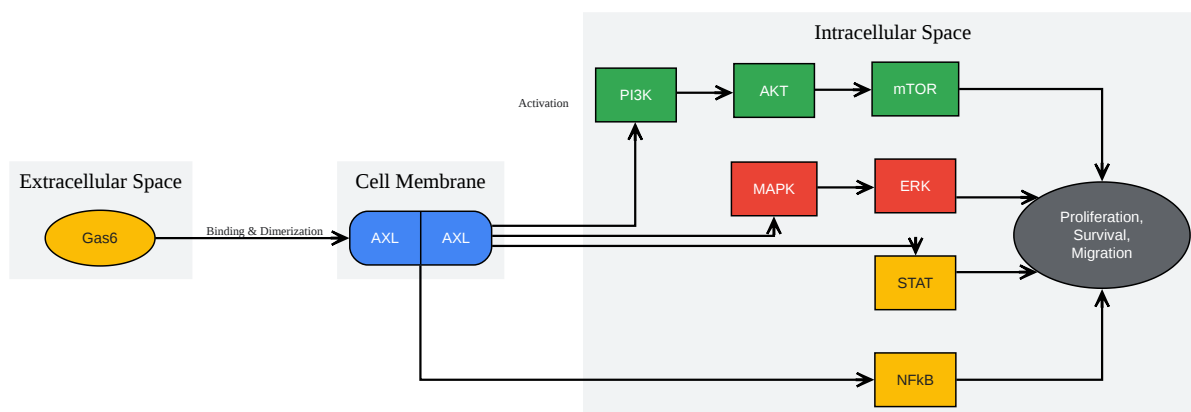 Intracellular Space
PI3K
AKT
mTOR
Activation
Extracellular Space
Cell Membrane
MAPK
ERK
Gas6
Binding & Dimerization
AXL
AXL
Proliferation,
Survival,
Migration
STAT
NFkB